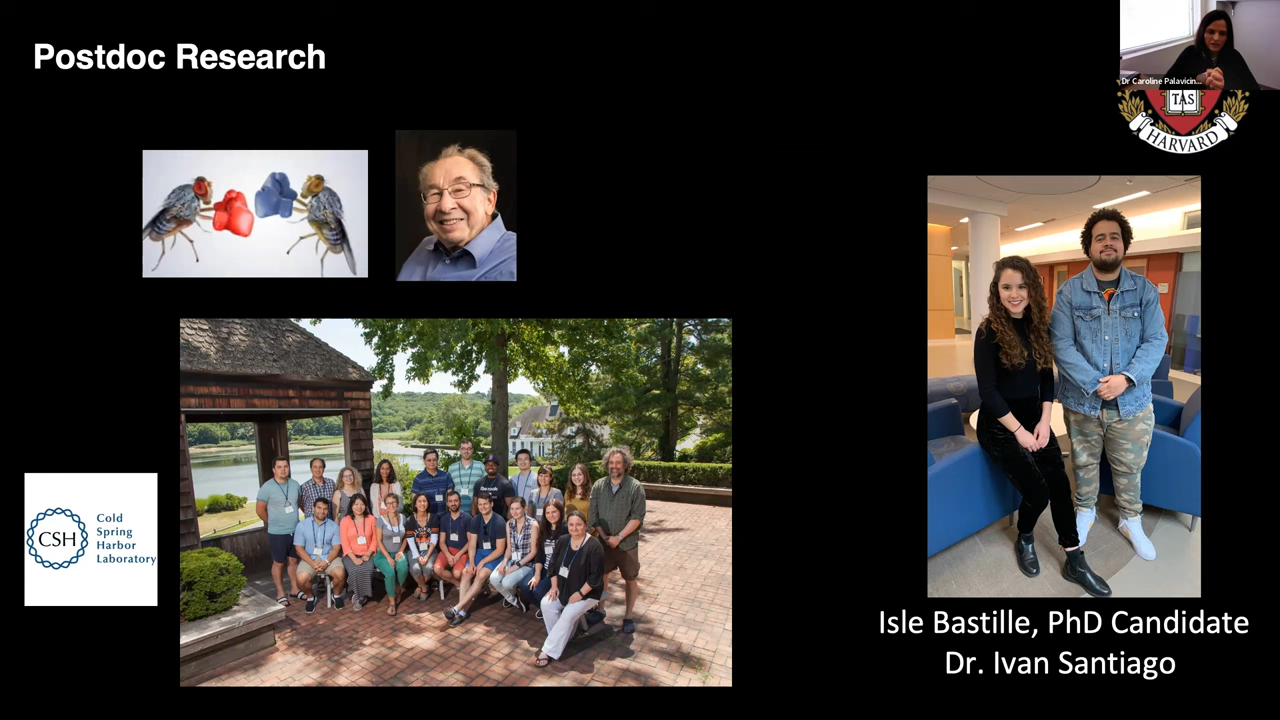 Postdoc Research
Dr Caroline Palavicin...
TAS
HARVARD
CSH
Cold
Spring
Harbor
Laboratory
Isle Bastille, PhD Candidate
Dr. Ivan Santiago